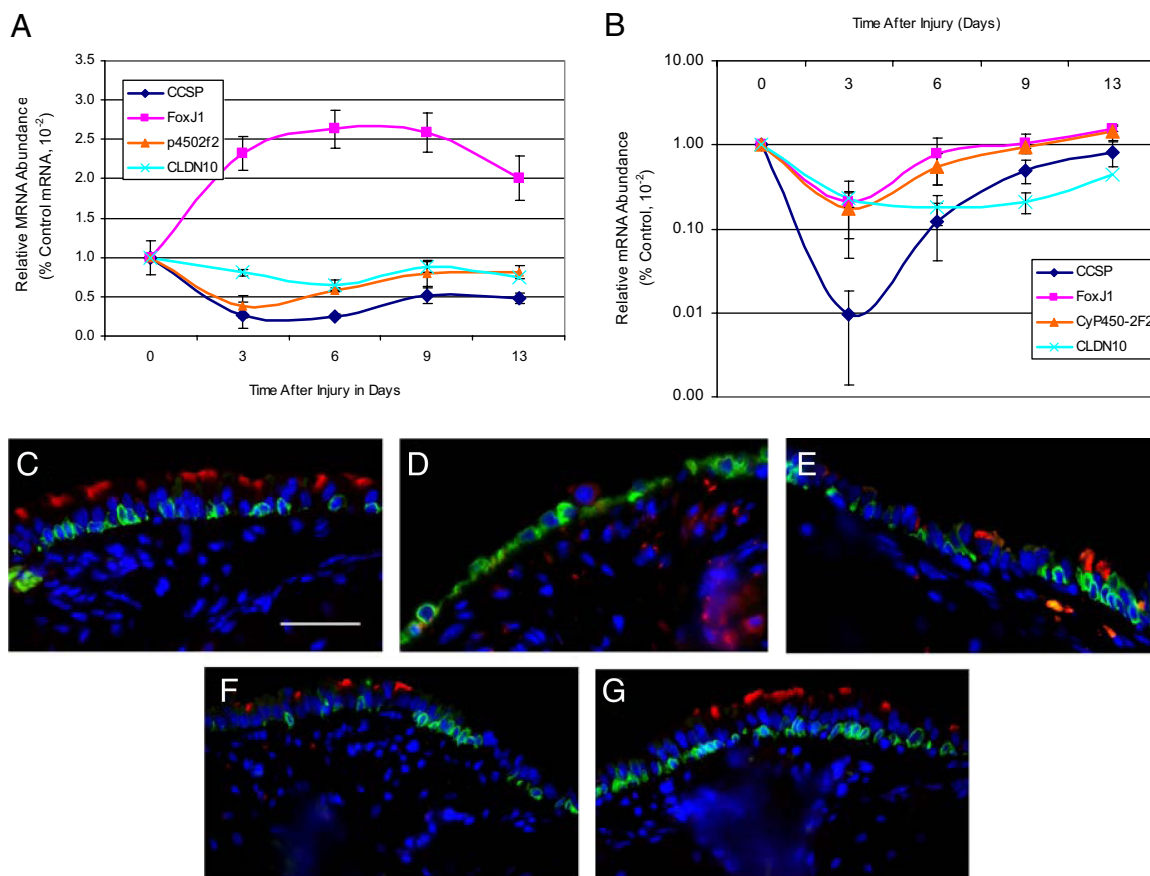 A
3.5
3.0
2.5
2.0
1.5
1.0
0.5
0.0
Relative MRNA Abundance
(% Control mRNA, 10-2)
CCSP
FoxJ1
p4502f2
CLDN10
0 3 6 9 13
Time After Injury in Days
B
Time After Injury (Days)
10.00
1.00
0.10
0.01
0.00
0 3 6 9 13
Relative mRNA Abundance
(% Control, 10-2)
CCSP
FoxJ1
CyP450-2F2
CLDN10
C
D
E
F
G